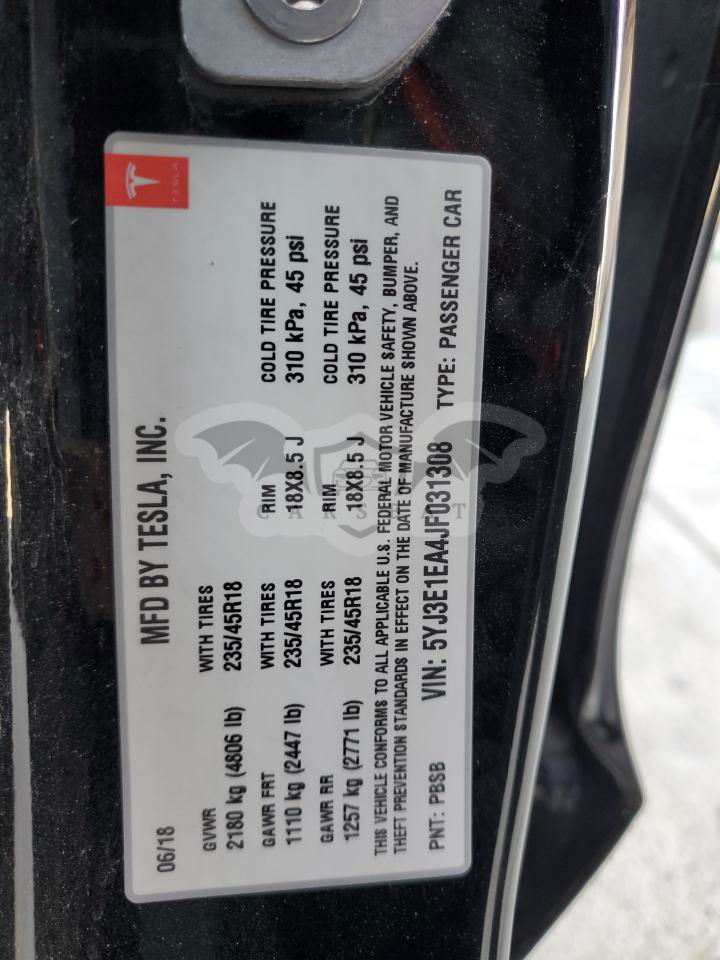 TESLA
06/18 MFD BY TESLA, INC.
GVWR WITH TIRES
2180 kg (4806 lb) 235/45R18
GAWR FRT WITH TIRES RIM COLD TIRE PRESSURE
1110 kg (2447 lb) 235/45R18 18X8.5 J 310 kPa, 45 psi
GAWR RR WITH TIRES RIM COLD TIRE PRESSURE
1257 kg (2771 lb) 235/45R18 18X8.5 J 310 kPa, 45 psi
THIS VEHICLE CONFORMS TO ALL APPLICABLE U.S. FEDERAL MOTOR VEHICLE SAFETY, BUMPER, AND
THEFT PREVENTION STANDARDS IN EFFECT ON THE DATE OF MANUFACTURE SHOWN ABOVE.
PNT: PBSB VIN: 5YJ3E1EA4JF031308 TYPE: PASSENGER CAR